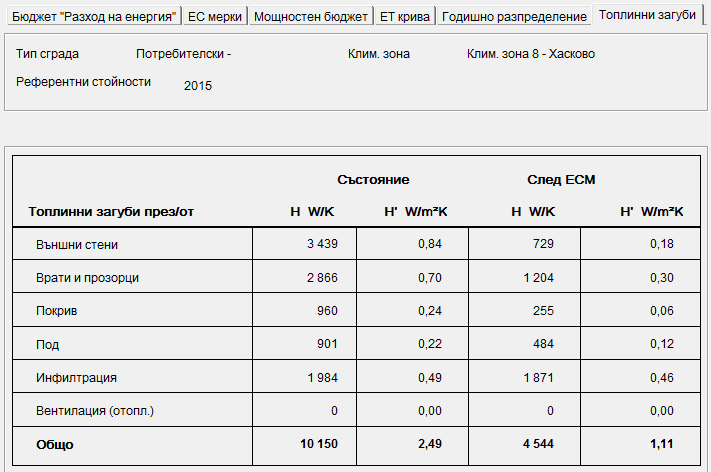 Бюджет "Разход на енергия" ЕС мерки Мощностен бюджет ЕТ крива Годишно разпределение Топлинни загуби
Тип сграда Потребителски - Клим. зона Клим. зона 8 - Хасково
Референтни стойности 2015
Състояние След ЕСМ
Топлинни загуби през/от H W/K H' W/m²K H W/K H' W/m²K
Външни стени 3 439 0,84 729 0,18
Врати и прозорци 2 866 0,70 1 204 0,30
Покрив 960 0,24 255 0,06
Под 901 0,22 484 0,12
Инфилтрация 1 984 0,49 1 871 0,46
Вентилация (отопл.) 0 0,00 0 0,00
Общо 10 150 2,49 4 544 1,11